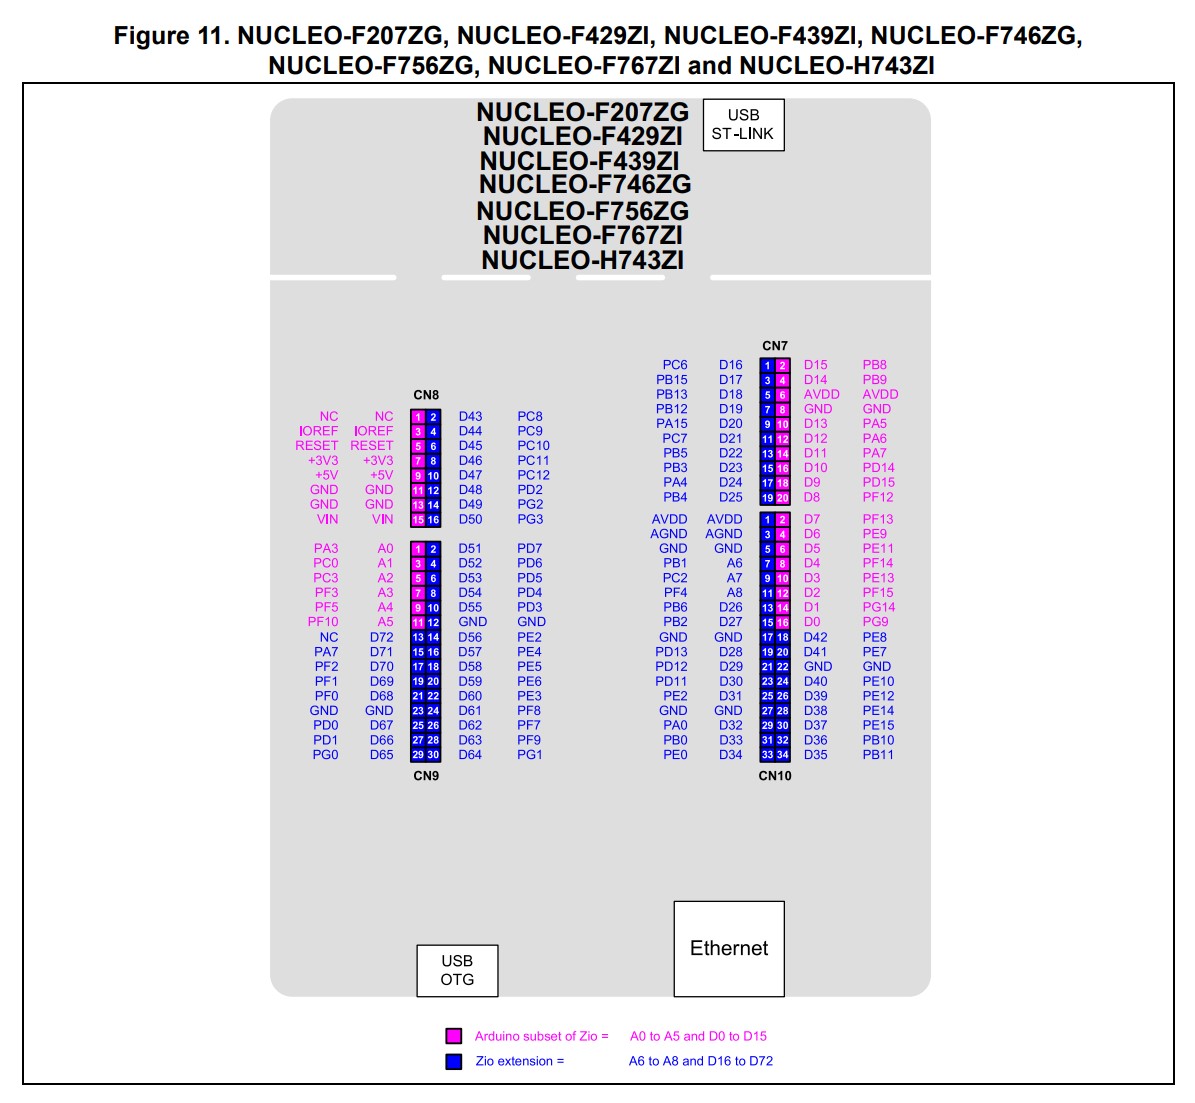 Figure 11. NUCLEO-F207ZG, NUCLEO-F429ZI, NUCLEO-F439ZI, NUCLEO-F746ZG,
NUCLEO-F756ZG, NUCLEO-F767ZI and NUCLEO-H743ZI
NUCLEO-F207ZG
NUCLEO-F429ZI
NUCLEO-F439ZI
NUCLEO-F746ZG
NUCLEO-F756ZG
NUCLEO-F767ZI
NUCLEO-H743ZI
USB
ST-LINK
CN8
NC NC 1 2 D43 PC8
IOREF IOREF 3 4 D44 PC9
RESET RESET 5 6 D45 PC10
+3V3 +3V3 7 8 D46 PC11
+5V +5V 9 10 D47 PC12
GND GND 11 12 D48 PD2
GND GND 13 14 D49 PG2
VIN VIN 15 16 D50 PG3
PA3 A0 1 2 D51 PD7
PC0 A1 3 4 D52 PD6
PC3 A2 5 6 D53 PD5
PF3 A3 7 8 D54 PD4
PF5 A4 9 10 D55 PD3
PF10 A5 11 12 GND GND
NC D72 13 14 D56 PE2
PA7 D71 15 16 D57 PE4
PF2 D70 17 18 D58 PE5
PF1 D69 19 20 D59 PE6
PF0 D68 21 22 D60 PE3
GND GND 23 24 D61 PF8
PD0 D67 25 26 D62 PF7
PD1 D66 27 28 D63 PF9
PG0 D65 29 30 D64 PG1
CN9
CN7
PC6 D16 1 2 D15 PB8
PB15 D17 3 4 D14 PB9
PB13 D18 5 6 AVDD AVDD
PB12 D19 7 8 GND GND
PA15 D20 9 10 D13 PA5
PC7 D21 11 12 D12 PA6
PB5 D22 13 14 D11 PA7
PB3 D23 15 16 D10 PD14
PA4 D24 17 18 D9 PD15
PB4 D25 19 20 D8 PF12
AVDD AVDD 1 2 D7 PF13
AGND AGND 3 4 D6 PE9
GND GND 5 6 D5 PE11
PB1 A6 7 8 D4 PF14
PC2 A7 9 10 D3 PE13
PF4 A8 11 12 D2 PF15
PB6 D26 13 14 D1 PG14
PB2 D27 15 16 D0 PG9
GND GND 17 18 D42 PE8
PD13 D28 19 20 D41 PE7
PD12 D29 21 22 GND GND
PD11 D30 23 24 D40 PE10
PE2 D31 25 26 D39 PE12
GND GND 27 28 D38 PE14
PA0 D32 29 30 D37 PE15
PB0 D33 31 32 D36 PB10
PE0 D34 33 34 D35 PB11
CN10
USB
OTG
Ethernet
Arduino subset of Zio = A0 to A5 and D0 to D15
Zio extension = A6 to A8 and D16 to D72